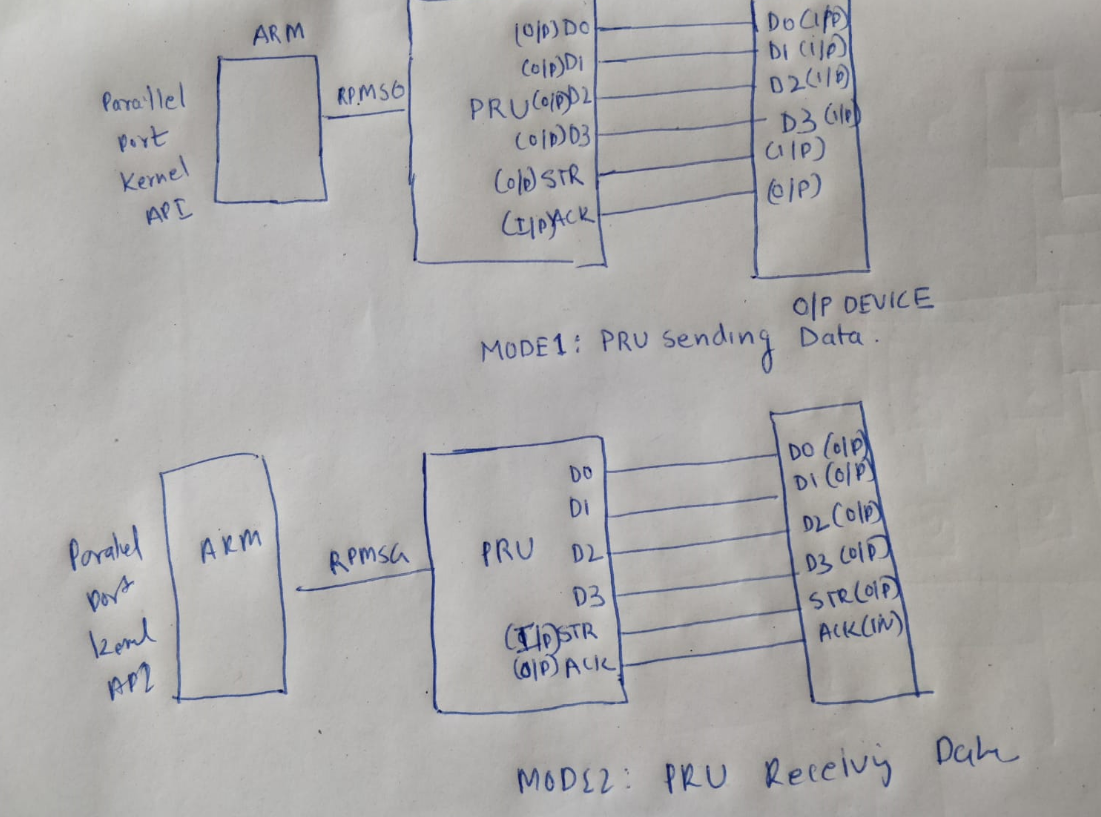 ARM
Parallel
Port
Kernel
API
RPMSG
PRU
(O/P) D0
(O/P) D1
(O/P) D2
(O/P) D3
(O/P) STR
(I/P) ACK
D0 (I/P)
D1 (I/P)
D2 (I/P)
D3 (I/P)
(I/P)
(O/P)
O/P DEVICE
MODE1: PRU sending Data.
Parallel
Port
Kernel
API
ARM
RPMSG
PRU
D0
D1
D2
D3
(I/P) STR
(O/P) ACK
D0 (O/P)
D1 (O/P)
D2 (O/P)
D3 (O/P)
STR (O/P)
ACK (IN)
MODE2: PRU Receiving Data